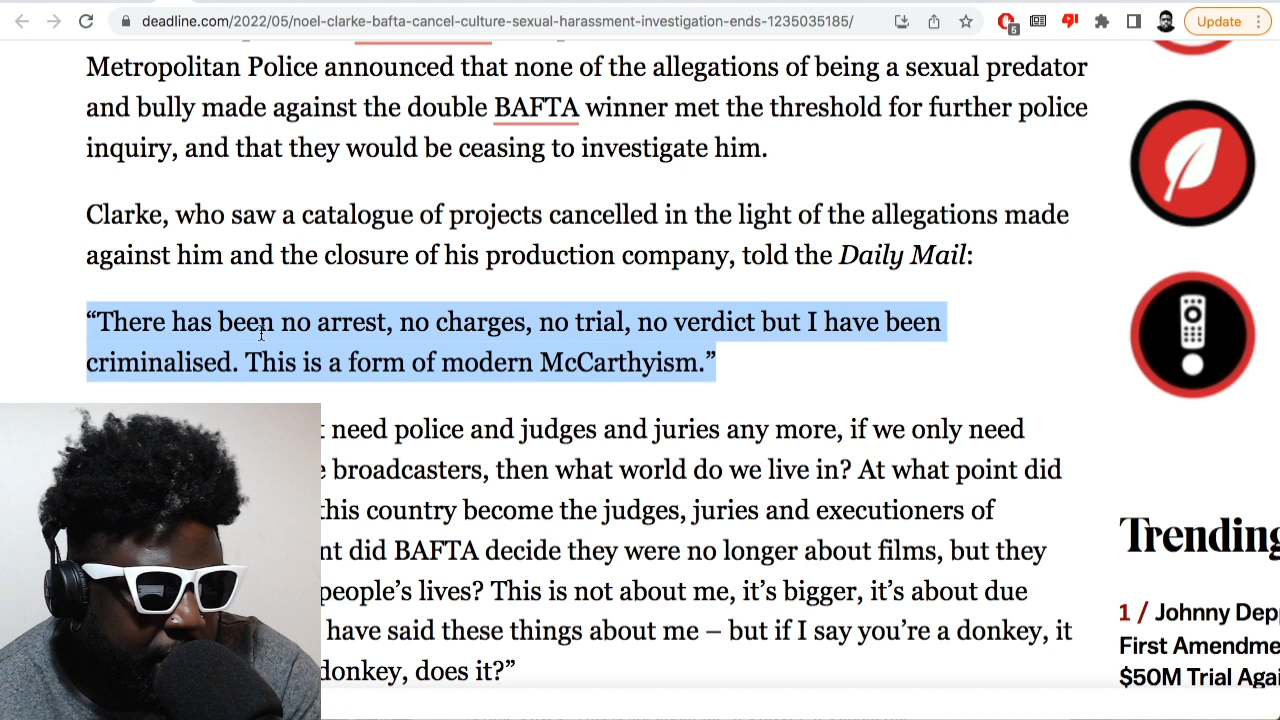 deadline.com/2022/05/noel-clarke-bafta-cancel-culture-sexual-harassment-investigation-ends-1235035185/
5
Update
Metropolitan Police announced that none of the allegations of being a sexual predator
and bully made against the double BAFTA winner met the threshold for further police
inquiry, and that they would be ceasing to investigate him.
Clarke, who saw a catalogue of projects cancelled in the light of the allegations made
against him and the closure of his production company, told the Daily Mail:
“There has been no arrest, no charges, no trial, no verdict but I have been
criminalised. This is a form of modern McCarthyism.”
need police and judges and juries any more, if we only need
broadcasters, then what world do we live in? At what point did
this country become the judges, juries and executioners of
did BAFTA decide they were no longer about films, but they
people’s lives? This is not about me, it’s bigger, it’s about due
have said these things about me – but if I say you’re a donkey, it
donkey, does it?”
Trending
1 / Johnny Dep
First Amendme
$50M Trial Agai